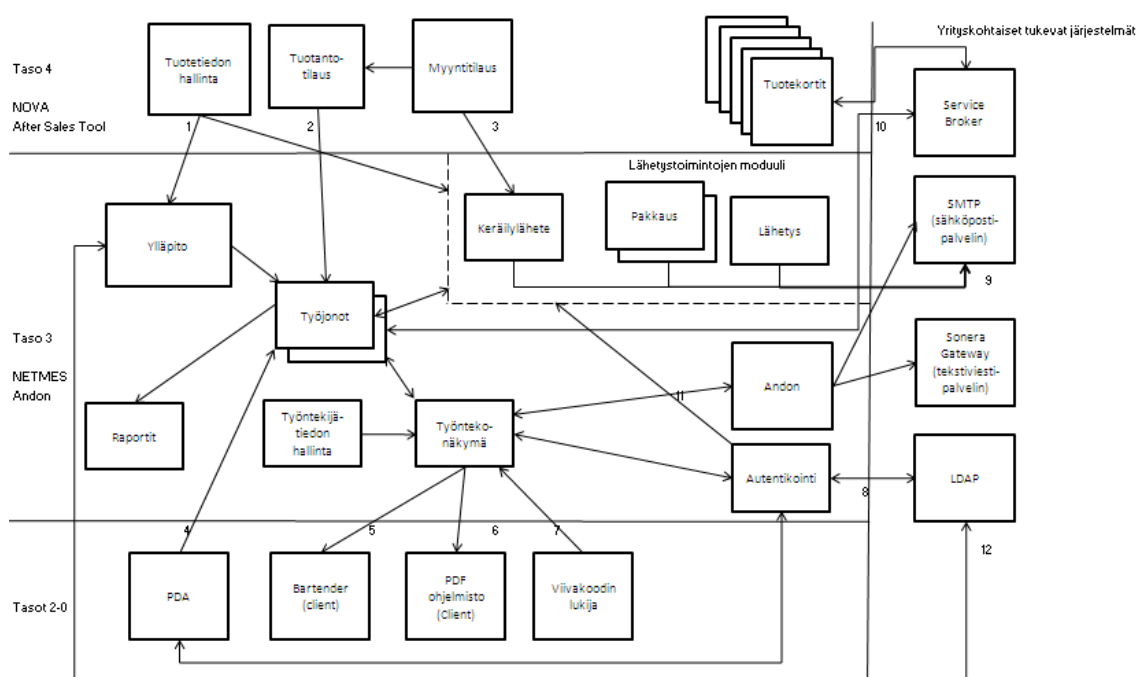 Yrityskohtaiset tukevat järjestelmät
Taso 4
NOVA
After Sales Tool
Tuotetiedon
hallinta
Tuotanto-
tilaus
Myyntitilaus
Tuotekortit
Service
Broker
1
2
3
10
Lähetystoimintojen moduuli
Ylläpito
Keräilylähete
Pakkaus
Lähetys
SMTP
(sähköposti-
palvelin)
9
Taso 3
NETMES
Andon
Työjonot
Raportit
Työntekijä-
tiedon
hallinta
Työnteko-
näkymä
11
Andon
Sonera
Gateway
(tekstiviesti-
palvelin)
Autentikointi
8
LDAP
4
5
6
7
12
Tasot 2-0
PDA
Bartender
(client)
PDF
ohjelmisto
(Client)
Viivakoodin
lukija